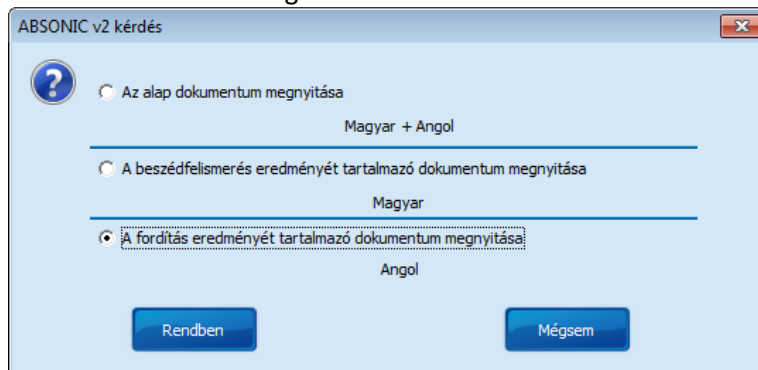 ABSONIC v2 kérdés
Az alap dokumentum megnyitása
Magyar + Angol
A beszédfelismerés eredményét tartalmazó dokumentum megnyitása
Magyar
A fordítás eredményét tartalmazó dokumentum megnyitása
Angol
Rendben Mégsem